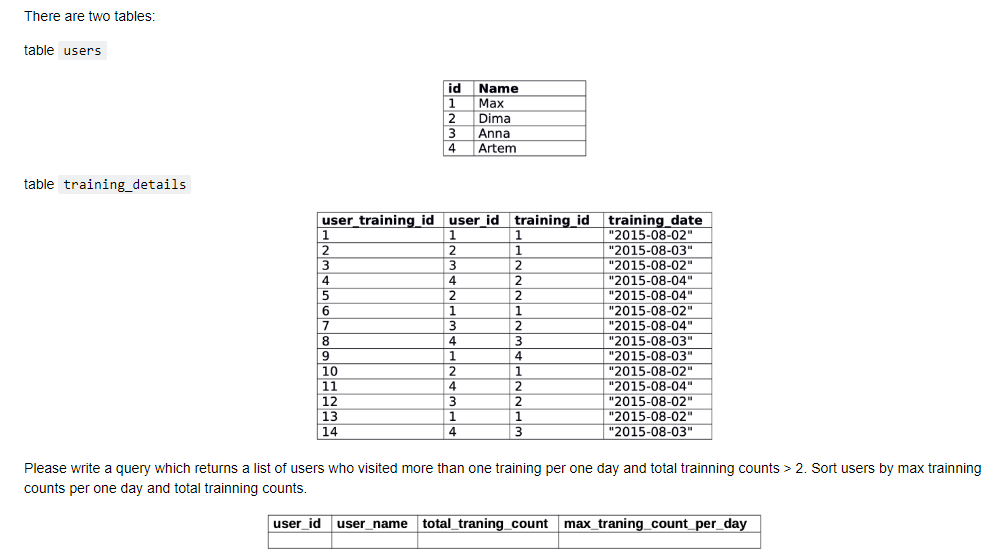 There are two tables:
table users
id Name
1 Max
2 Dima
3 Anna
4 Artem
table training_details
user_training_id user_id training_id training_date
1 1 1 "2015-08-02"
2 2 1 "2015-08-03"
3 3 2 "2015-08-02"
4 4 2 "2015-08-04"
5 2 2 "2015-08-04"
6 1 1 "2015-08-02"
7 3 2 "2015-08-04"
8 4 3 "2015-08-03"
9 1 4 "2015-08-03"
10 2 1 "2015-08-02"
11 4 2 "2015-08-04"
12 3 2 "2015-08-02"
13 1 1 "2015-08-02"
14 4 3 "2015-08-03"
Please write a query which returns a list of users who visited more than one training per one day and total trainning counts > 2. Sort users by max trainning
counts per one day and total trainning counts.
user_id user_name total_traning_count max_traning_count_per_day